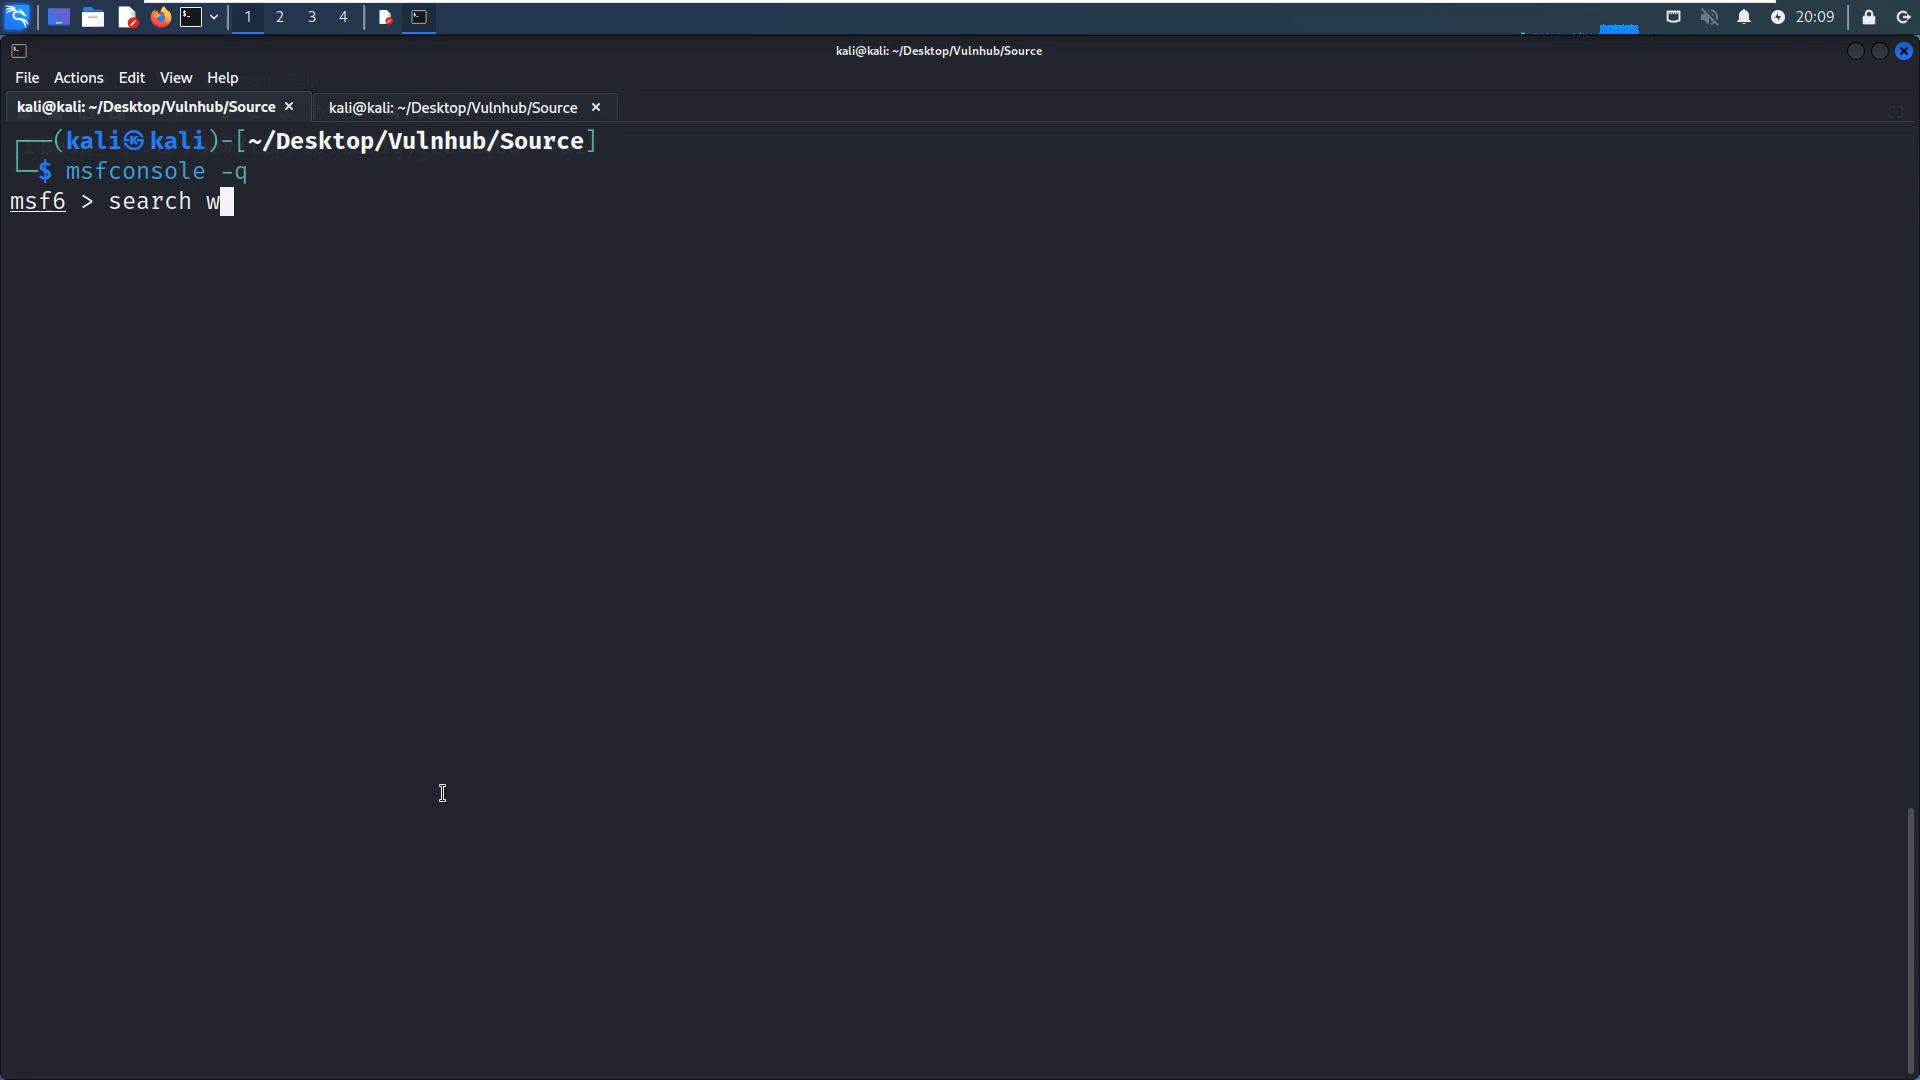 1 2 3 4 20:09
kali@kali: ~/Desktop/Vulnhub/Source
File Actions Edit View Help
kali@kali: ~/Desktop/Vulnhub/Source kali@kali: ~/Desktop/Vulnhub/Source
(kali㉿kali)-[~/Desktop/Vulnhub/Source]
$ msfconsole -q
msf6 > search w